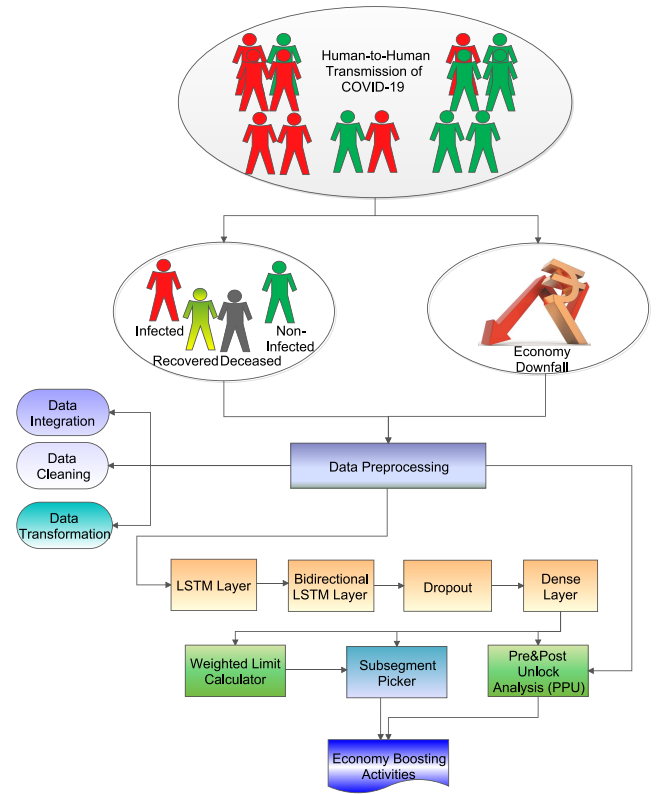 Human-to-Human
Transmission of
COVID-19
Infected
Non-
Infected
Recovered
Deceased
Economy
Downfall
Data
Integration
Data
Cleaning
Data
Transformation
Data Preprocessing
LSTM Layer
Bidirectional
LSTM Layer
Dropout
Dense
Layer
Weighted Limit
Calculator
Subsegment
Picker
Pre&Post
Unlock
Analysis (PPU)
Economy Boosting
Activities